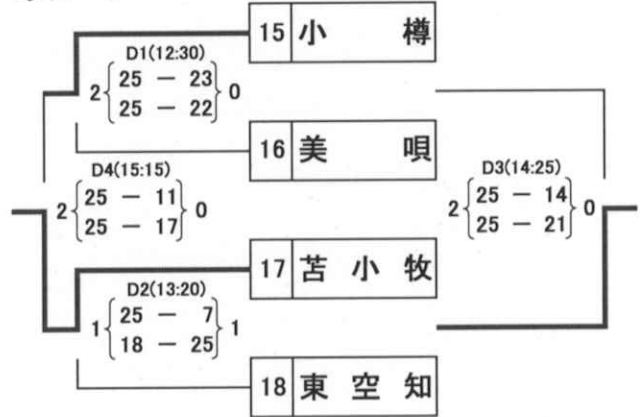 15 小樽
D1(12:30)
2 25 － 23 0
25 － 22
16 美唄
D4(15:15)
2 25 － 11 0
25 － 17
D3(14:25)
2 25 － 14 0
25 － 21
17 苫小牧
D2(13:20)
1 25 － 7 1
18 － 25
18 東空知